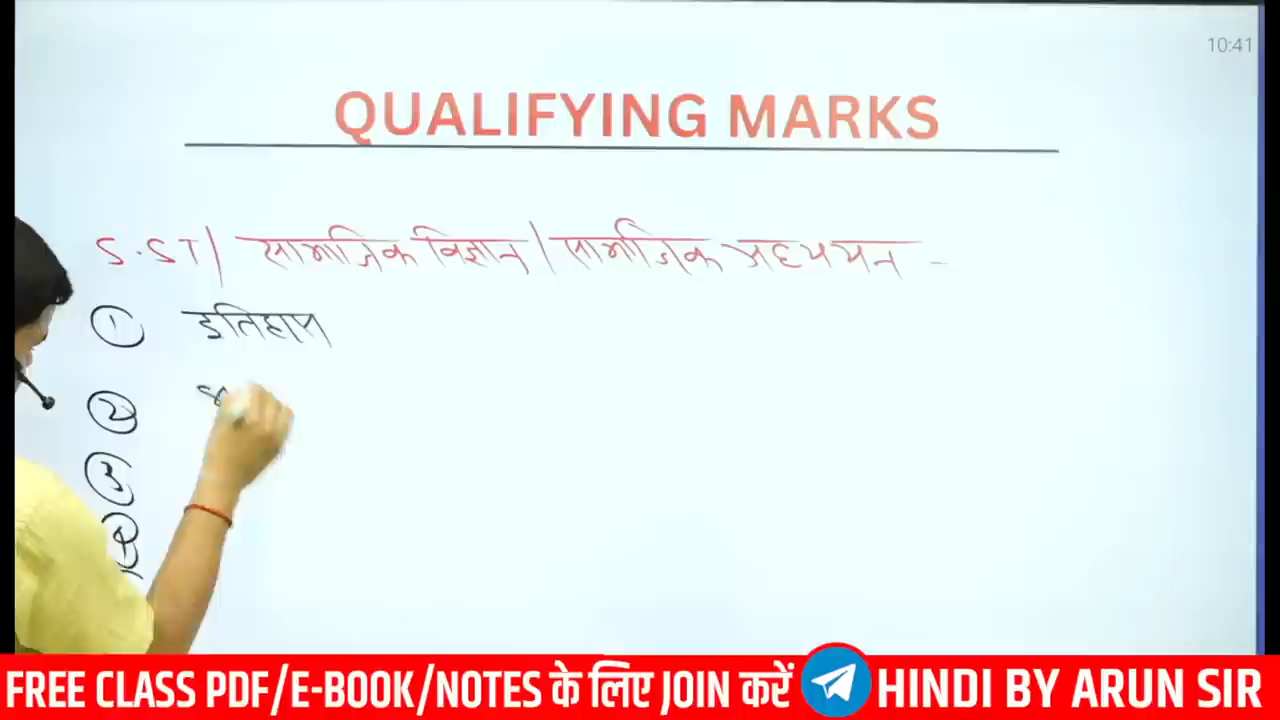 10:41
QUALIFYING MARKS
S.ST/ सामाजिक विज्ञान / सामाजिक अध्ययन -
① इतिहास
②
③
④
FREE CLASS PDF/E-BOOK/NOTES के लिए JOIN करें HINDI BY ARUN SIR